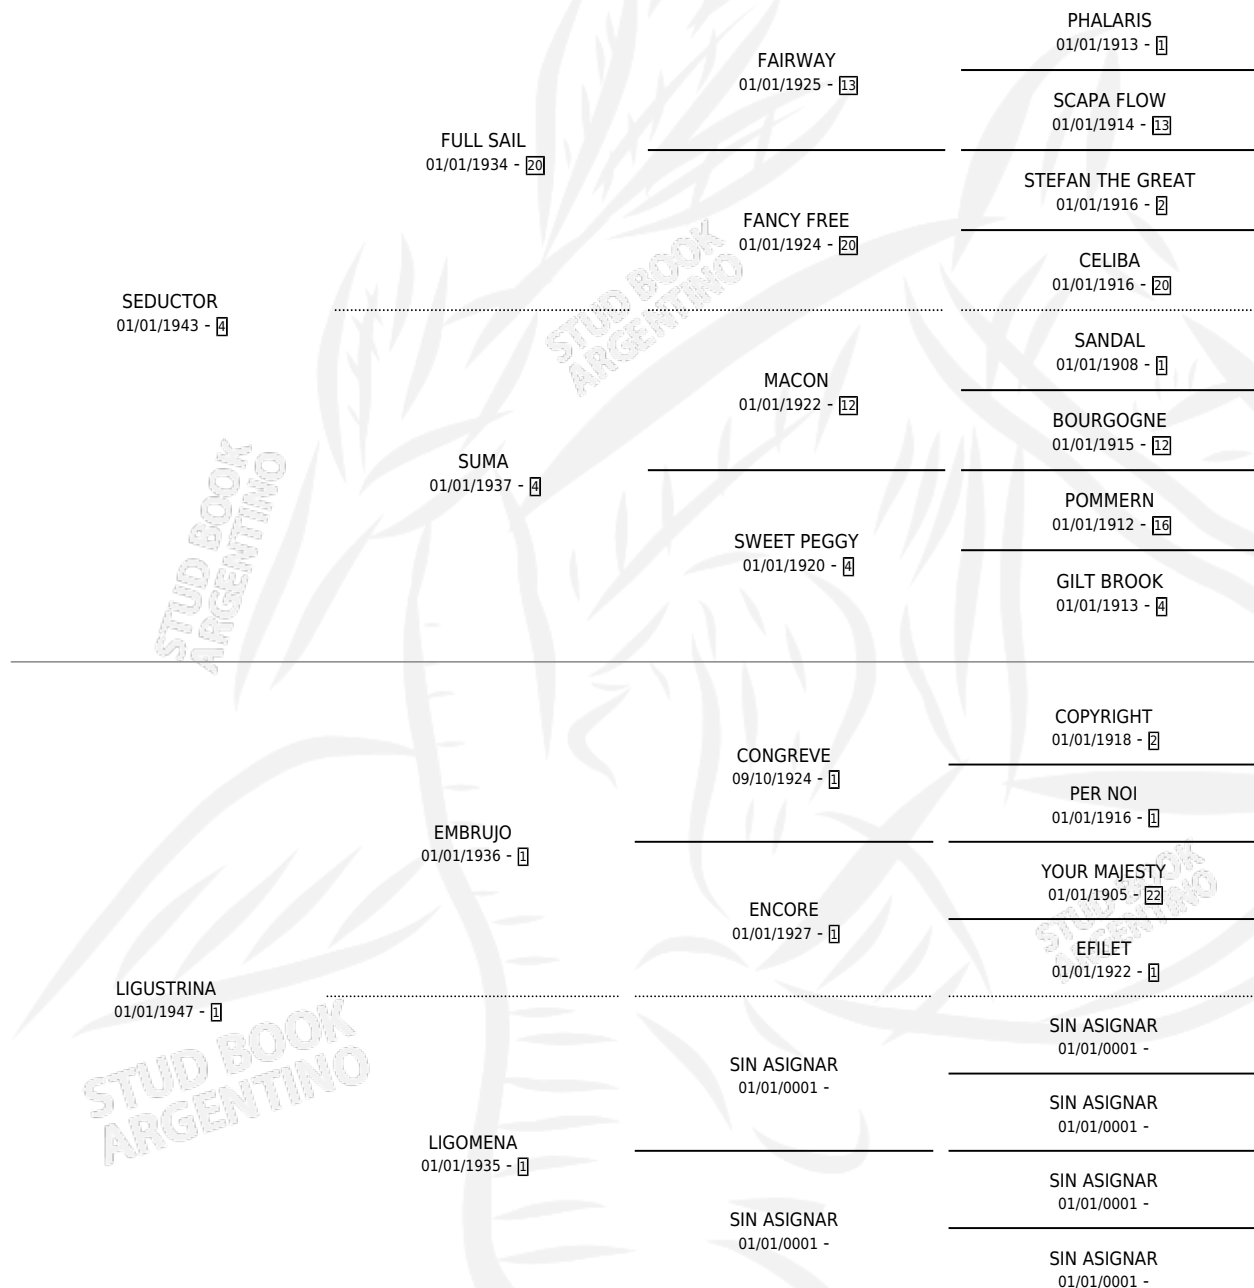 PHALARIS
01/01/1913 - 1
FAIRWAY
01/01/1925 - 13
SCAPA FLOW
01/01/1914 - 13
FULL SAIL
01/01/1934 - 20
STEFAN THE GREAT
01/01/1916 - 2
FANCY FREE
01/01/1924 - 20
CELIBA
01/01/1916 - 20
SEDUCTOR
01/01/1943 - 4
STUD BOOK
ARGENTINO
SANDAL
01/01/1908 - 1
MACON
01/01/1922 - 12
BOURGOGNE
01/01/1915 - 12
SUMA
01/01/1937 - 4
POMMERN
01/01/1912 - 16
SWEET PEGGY
01/01/1920 - 4
GILT BROOK
01/01/1913 - 4
STUD BOOK
ARGENTINO
COPYRIGHT
01/01/1918 - 2
CONGREVE
09/10/1924 - 1
PER NOI
01/01/1916 - 1
EMBRUJO
01/01/1936 - 1
YOUR MAJESTY
01/01/1905 - 22
ENCORE
01/01/1927 - 1
EFILET
01/01/1922 - 1
STUD BOOK
ARGENTINO
LIGUSTRINA
01/01/1947 - 1
SIN ASIGNAR
01/01/0001 -
SIN ASIGNAR
01/01/0001 -
SIN ASIGNAR
01/01/0001 -
STUD BOOK
ARGENTINO
LIGOMENA
01/01/1935 - 1
SIN ASIGNAR
01/01/0001 -
SIN ASIGNAR
01/01/0001 -
SIN ASIGNAR
01/01/0001 -